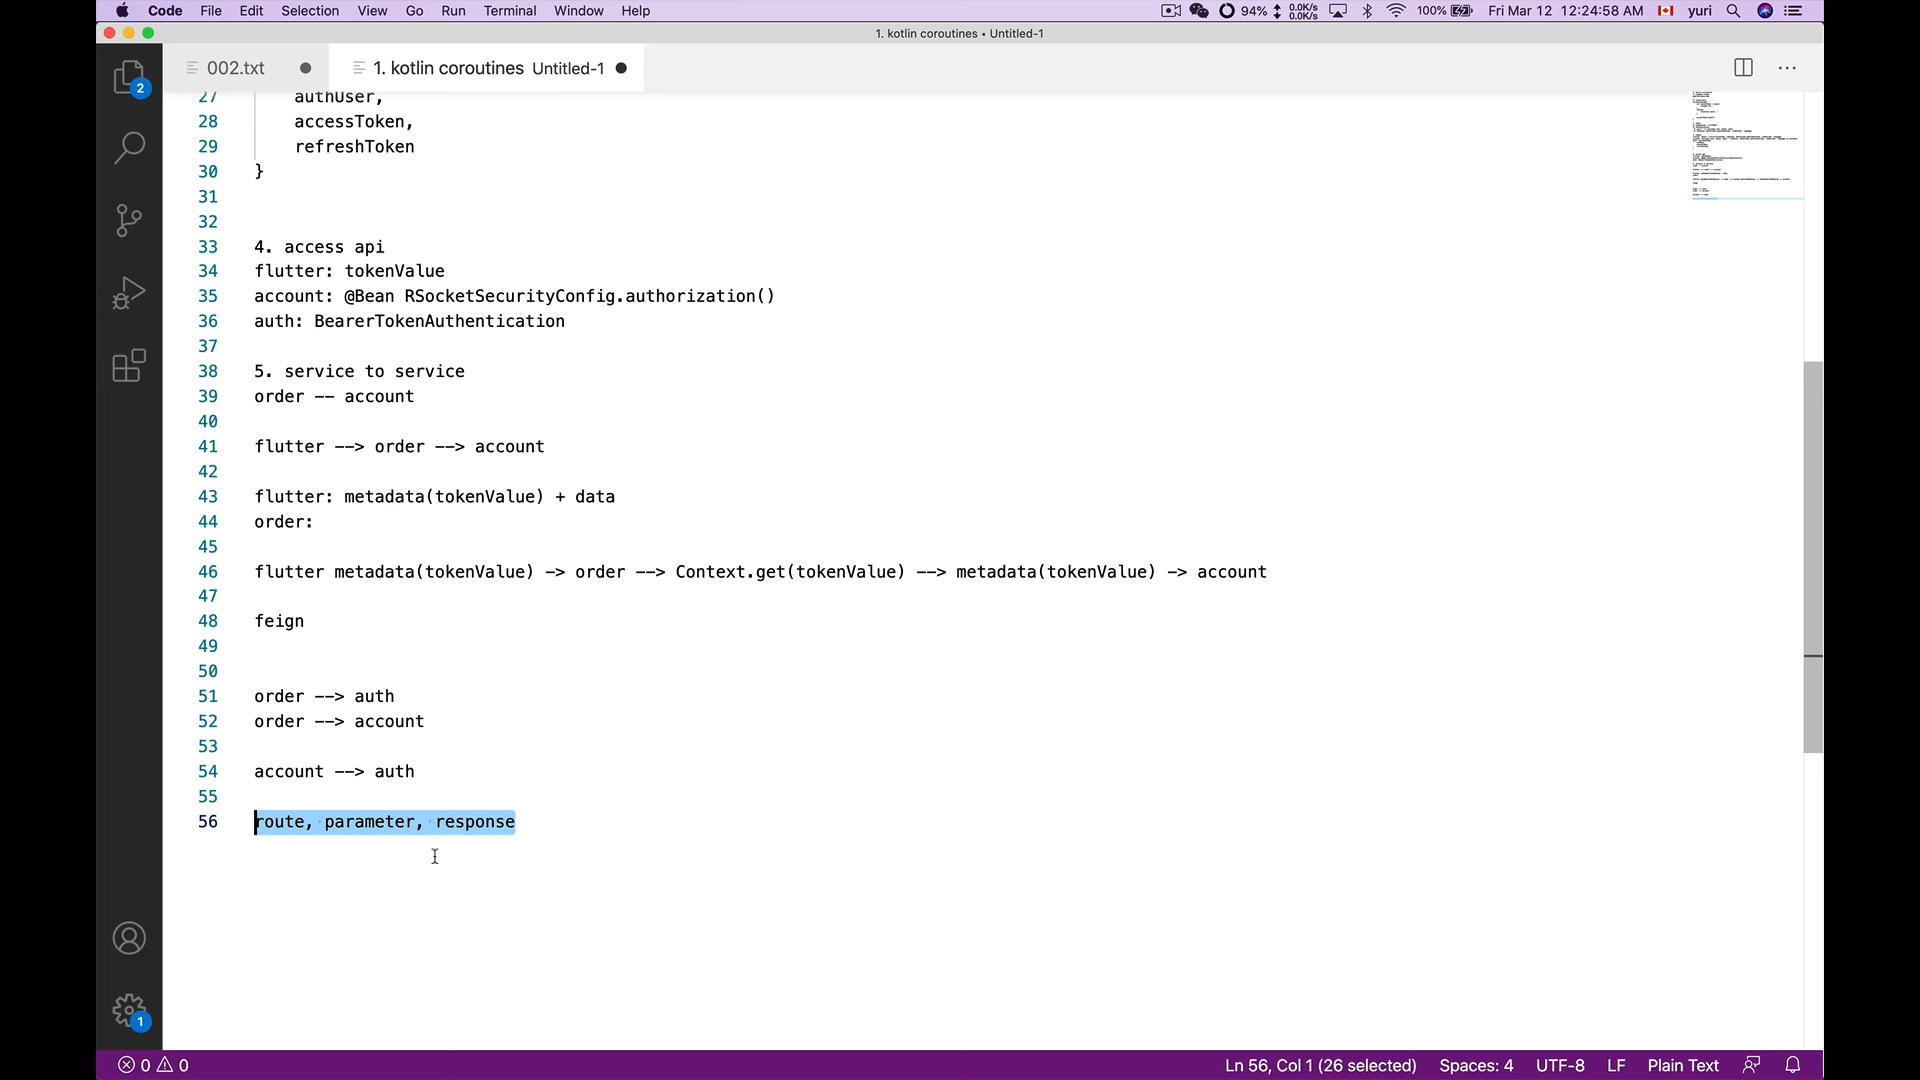 Code File Edit Selection View Go Run Terminal Window Help 94% 0.0K/s 0.0K/s 100% Fri Mar 12 12:24:58 AM yuri
1. kotlin coroutines • Untitled-1
002.txt 1. kotlin coroutines Untitled-1
2
27 authUser,
28 accessToken,
29 refreshToken
30 }
31
32
33 4. access api
34 flutter: tokenValue
35 account: @Bean RSocketSecurityConfig.authorization()
36 auth: BearerTokenAuthentication
37
38 5. service to service
39 order -- account
40
41 flutter --> order --> account
42
43 flutter: metadata(tokenValue) + data
44 order:
45
46 flutter metadata(tokenValue) -> order --> Context.get(tokenValue) --> metadata(tokenValue) -> account
47
48 feign
49
50
51 order --> auth
52 order --> account
53
54 account --> auth
55
56 route, parameter, response
1
0 0 Ln 56, Col 1 (26 selected) Spaces: 4 UTF-8 LF Plain Text